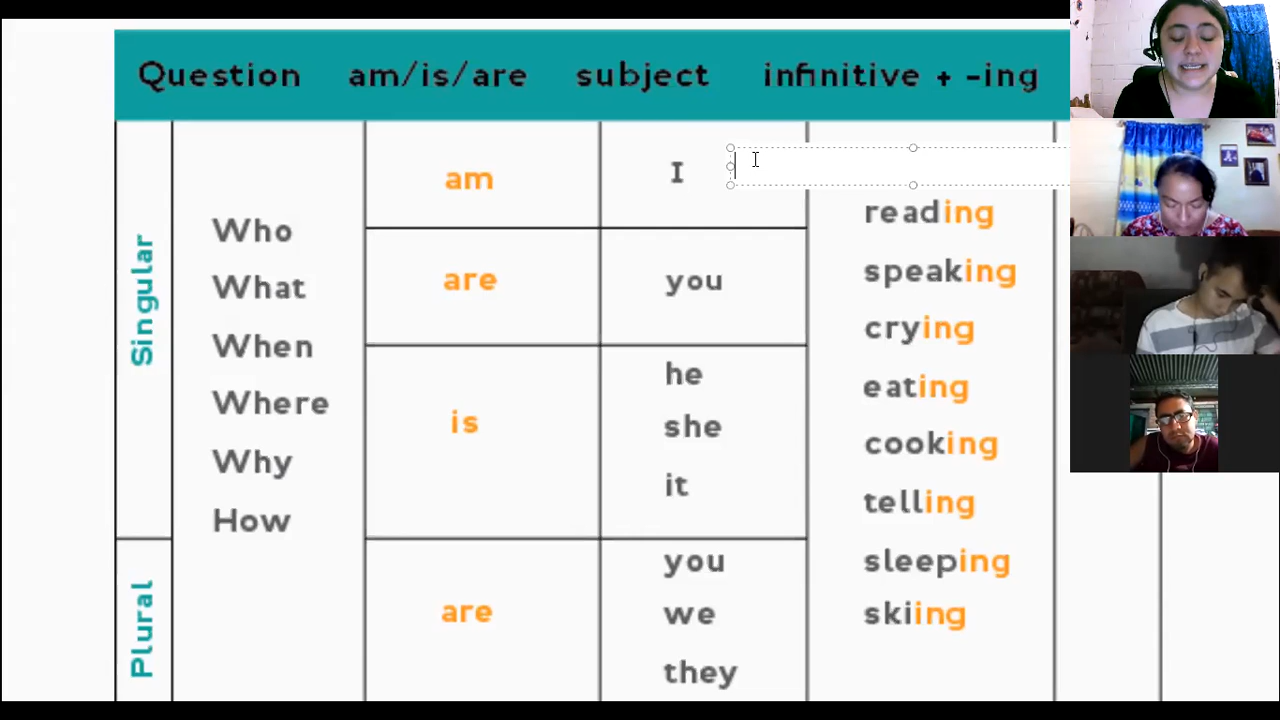 Question am/is/are subject infinitive + -ing
Singular
Who
What
When
Where
Why
How
am
are
is
I
you
he
she
it
reading
speaking
crying
eating
cooking
telling
sleeping
skiing
Plural
are
you
we
they